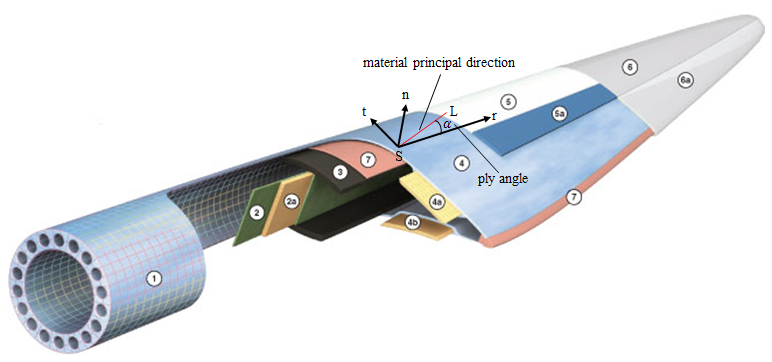 material principal direction
n
t
L
α
r
S
ply angle
1
2
2a
3
7
4
4a
4b
5
5a
6
6a
7